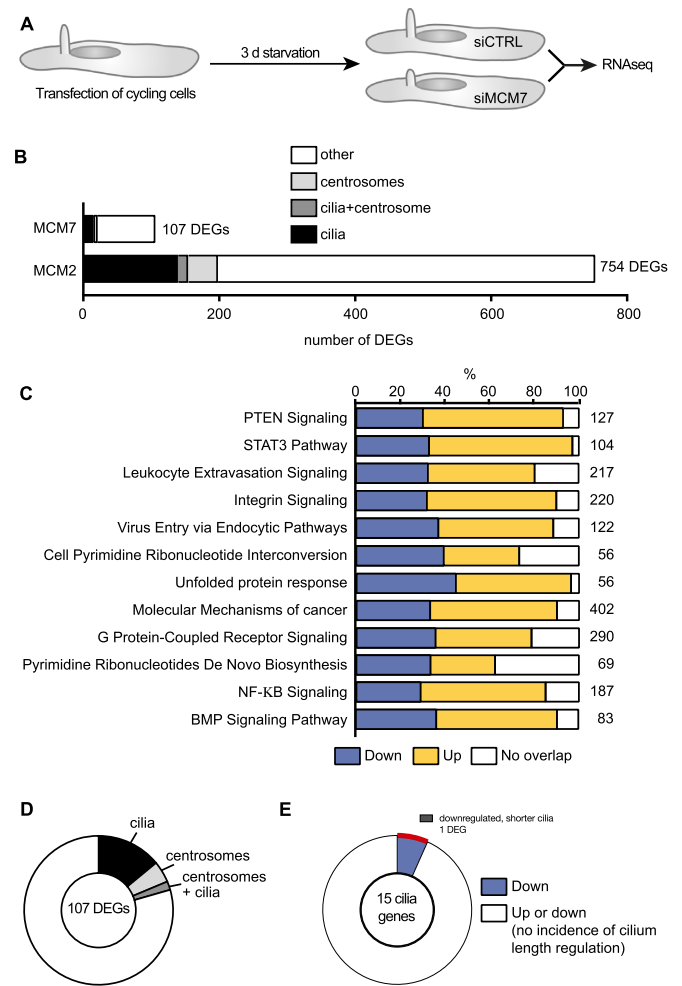 A
Transfection of cycling cells
3 d starvation
siCTRL
siMCM7
RNAseq
B
other
centrosomes
cilia+centrosome
cilia
MCM7
107 DEGs
MCM2
754 DEGs
0 200 400 600 800
number of DEGs
C
%
0 20 40 60 80 100
PTEN Signaling 127
STAT3 Pathway 104
Leukocyte Extravasation Signaling 217
Integrin Signaling 220
Virus Entry via Endocytic Pathways 122
Cell Pyrimidine Ribonucleotide Interconversion 56
Unfolded protein response 56
Molecular Mechanisms of cancer 402
G Protein-Coupled Receptor Signaling 290
Pyrimidine Ribonucleotides De Novo Biosynthesis 69
NF-κB Signaling 187
BMP Signaling Pathway 83
Down Up No overlap
D
cilia
centrosomes
centrosomes
+ cilia
107 DEGs
E
downregulated, shorter cilia
1 DEG
15 cilia
genes
Down
Up or down
(no incidence of cilium
length regulation)